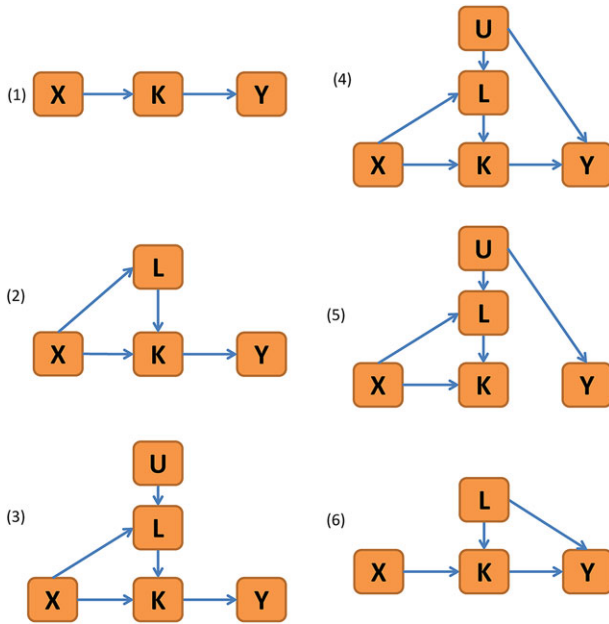 (1)
X K Y
(2)
L
X K Y
(3)
U
L
X K Y
(4)
U
L
X K Y
(5)
U
L
X K Y
(6)
L
X K Y